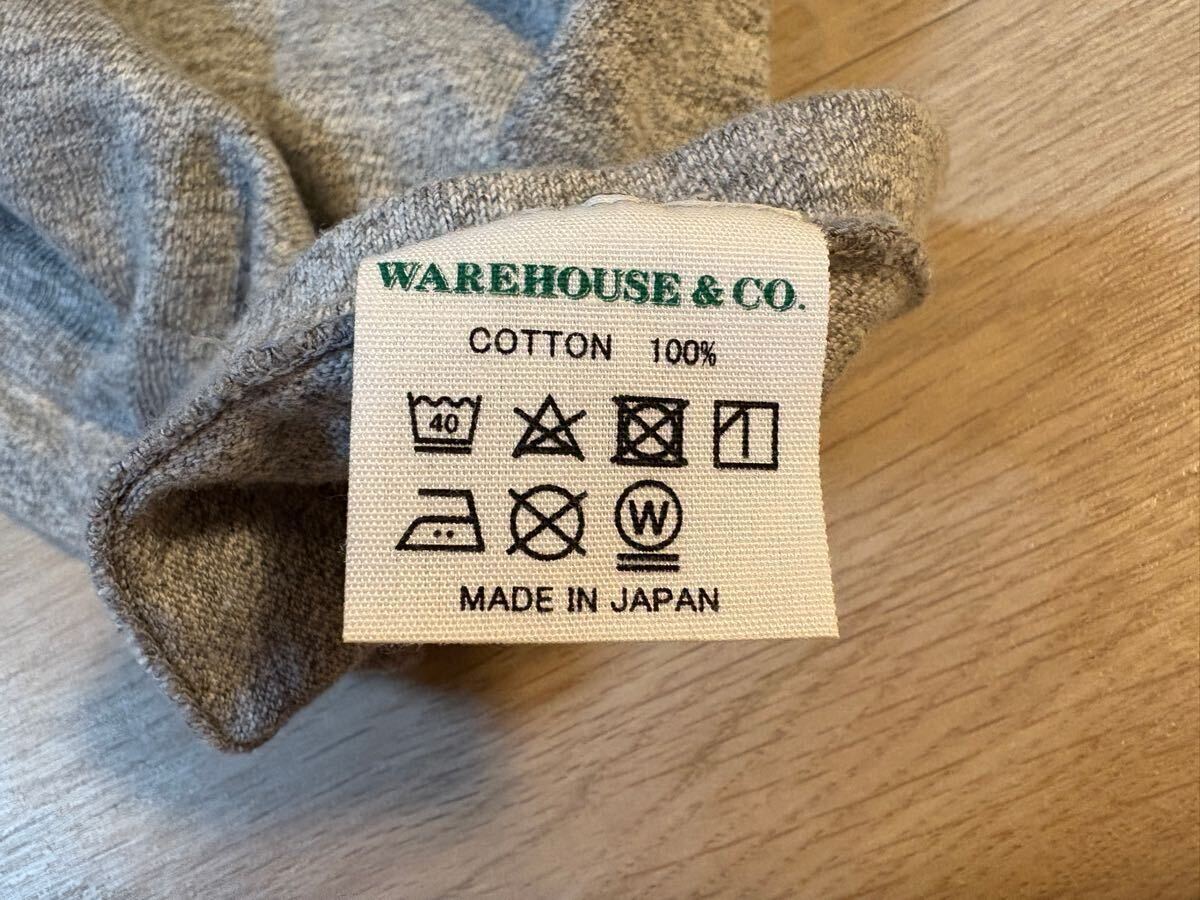 WAREHOUSE & CO.
COTTON 100%
40
W
MADE IN JAPAN